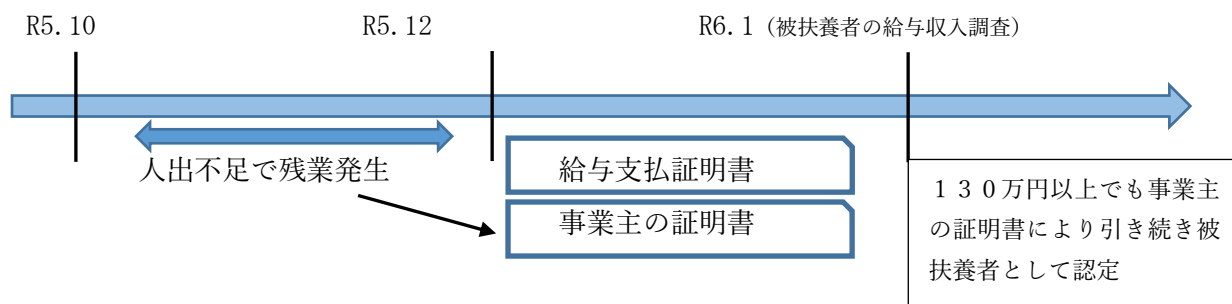 R5.10
R5.12
R6.1（被扶養者の給与収入調査）
人出不足で残業発生
給与支払証明書
事業主の証明書
１３０万円以上でも事業主
の証明書により引き続き被
扶養者として認定